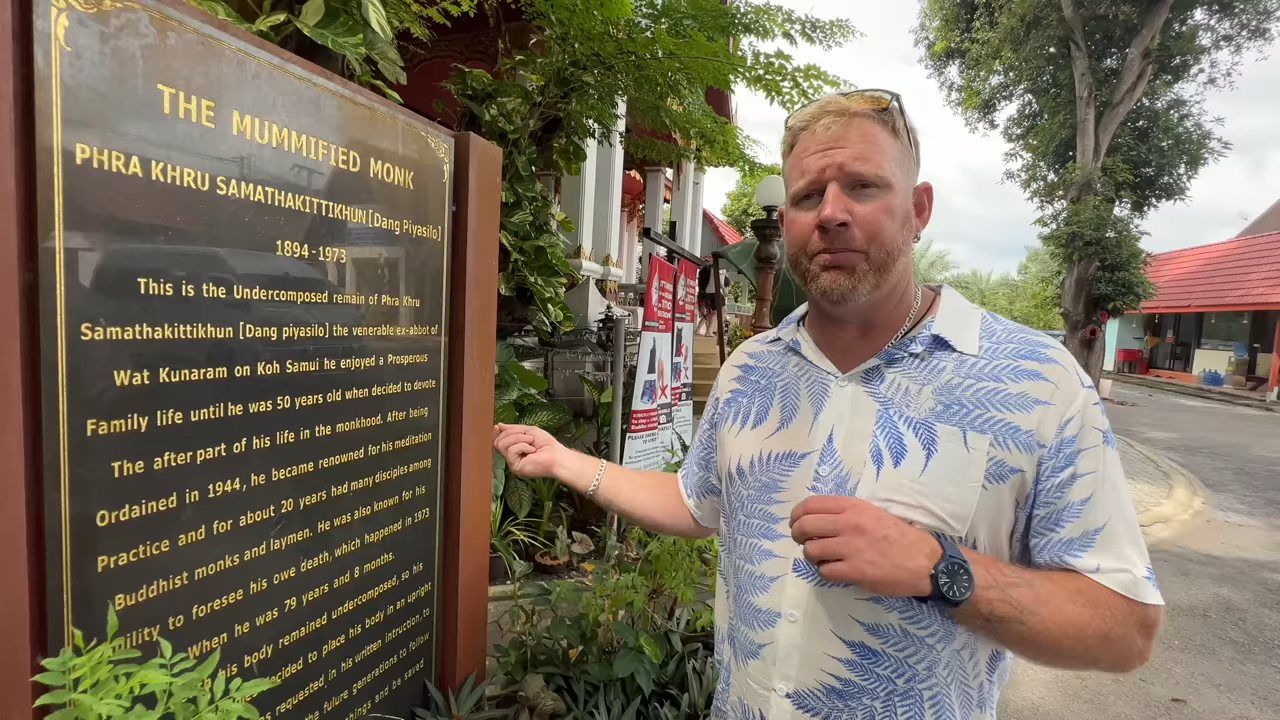 THE MUMMIFIED MONK
PHRA KHRU SAMATHAKITTIKHUN [Dang Piyasilo]
1894-1973
This is the Undercomposed remain of Phra Khru
Samathakittikhun [Dang piyasilo] the venerable ex-abbot of
Wat Kunaram on Koh Samui he enjoyed a Prosperous
Family life until he was 50 years old when decided to devote
The after part of his life in the monkhood. After being
Ordained in 1944, he became renowned for his meditation
Practice and for about 20 years had many disciples among
Buddhist monks and laymen. He was also known for his
ability to foresee his owe death, which happened in 1973
When he was 79 years and 8 months.
his body remained undercomposed, so his
decided to place his body in an upright
requested in his written intruction, to
the future generations to follow
and be saved